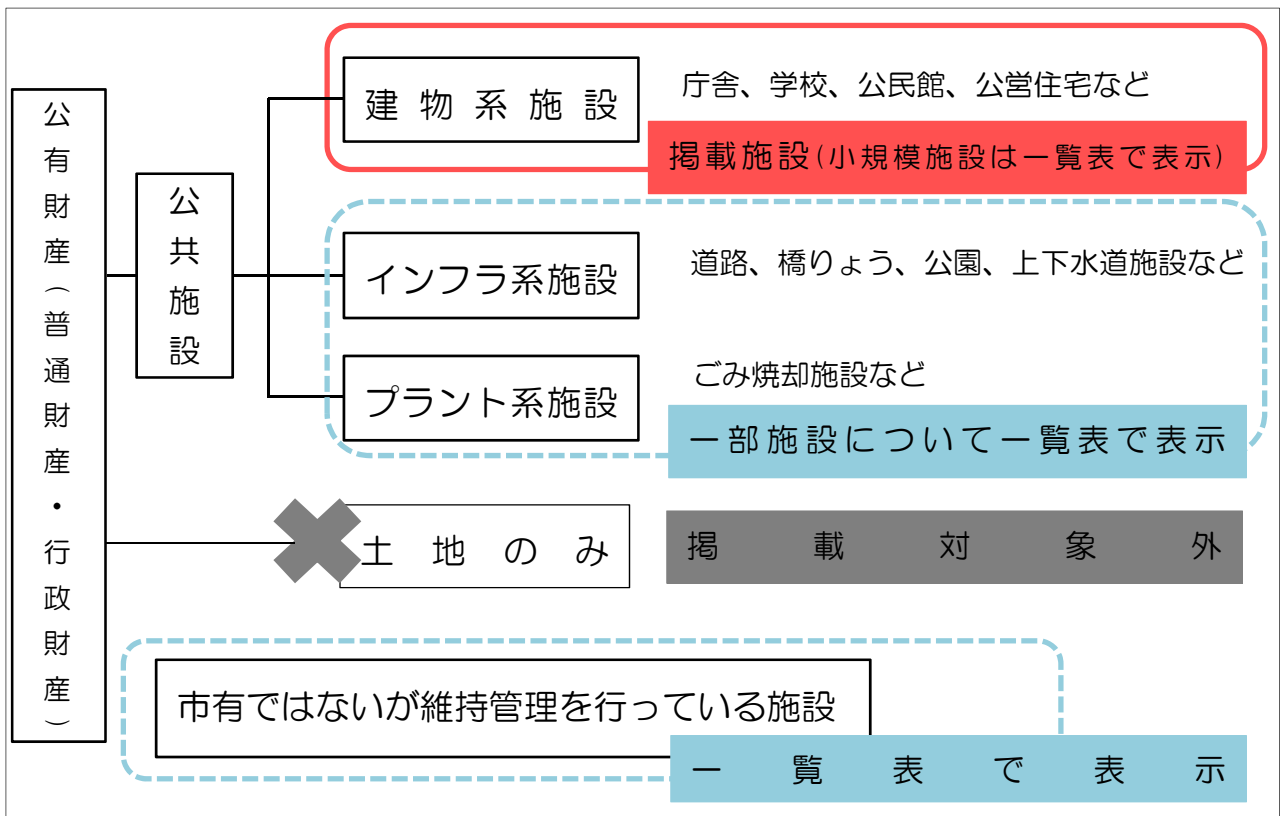 公有財産（普通財産・行政財産）
公共施設
建物系施設
庁舎、学校、公民館、公営住宅など
掲載施設(小規模施設は一覧表で表示)
インフラ系施設
道路、橋りょう、公園、上下水道施設など
プラント系施設
ごみ焼却施設など
一部施設について一覧表で表示
土地のみ
掲載対象外
市有ではないが維持管理を行っている施設
一覧表で表示